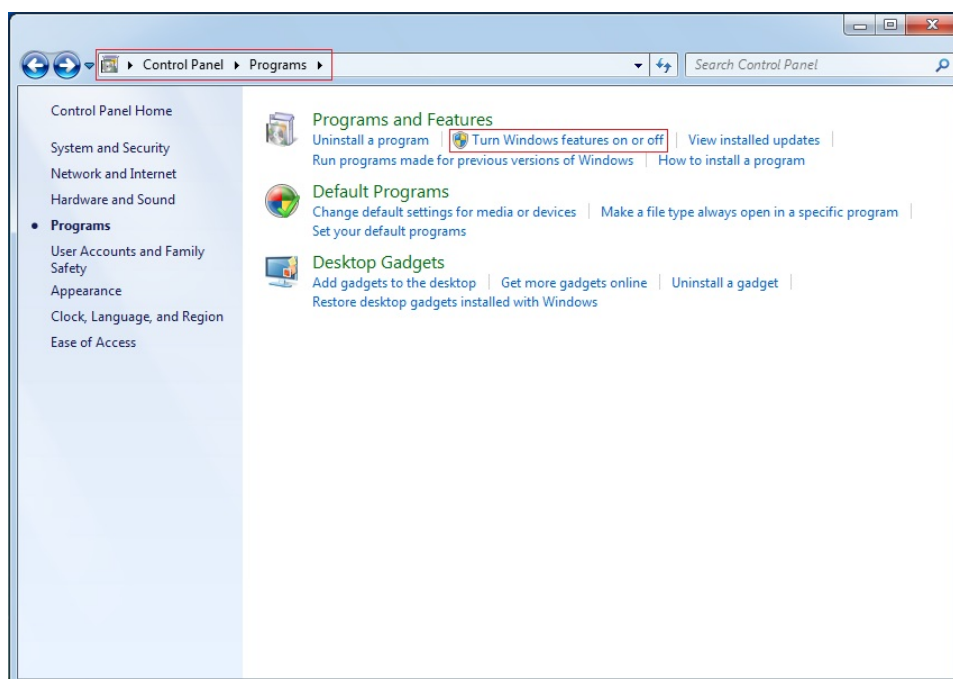 Control Panel Programs
Search Control Panel
Control Panel Home
System and Security
Network and Internet
Hardware and Sound
Programs
User Accounts and Family
Safety
Appearance
Clock, Language, and Region
Ease of Access
Programs and Features
Uninstall a program Turn Windows features on or off View installed updates
Run programs made for previous versions of Windows How to install a program
Default Programs
Change default settings for media or devices Make a file type always open in a specific program
Set your default programs
Desktop Gadgets
Add gadgets to the desktop Get more gadgets online Uninstall a gadget
Restore desktop gadgets installed with Windows